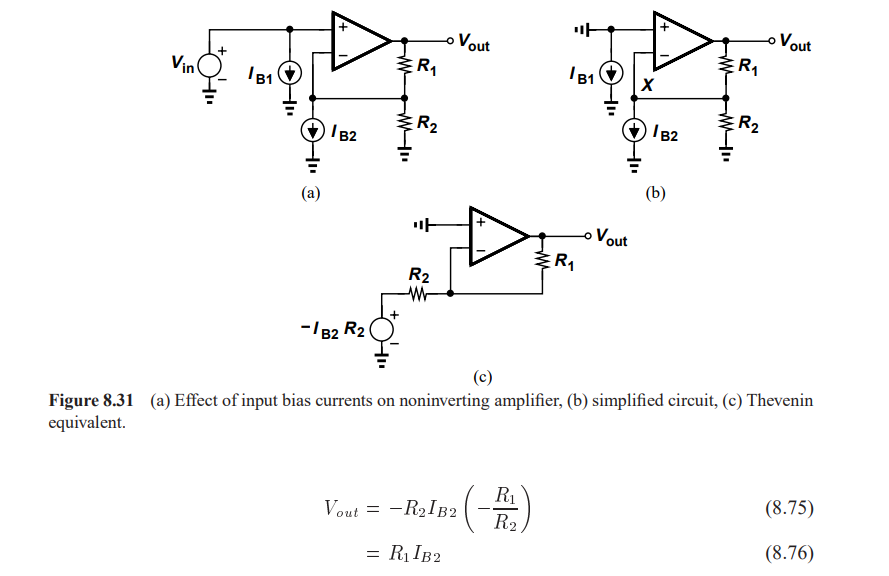 +
V_out
V_in
+
−
−
R_1
I_B1
R_2
I_B2
(a)
+
V_out
−
R_1
I_B1
X
R_2
I_B2
(b)
+
V_out
−
R_1
R_2
−I_B2 R_2
+
−
(c)
Figure 8.31 (a) Effect of input bias currents on noninverting amplifier, (b) simplified circuit, (c) Thevenin
equivalent.
V_out = −R_2 I_B2 (−R_1/R_2) (8.75)
= R_1 I_B2 (8.76)